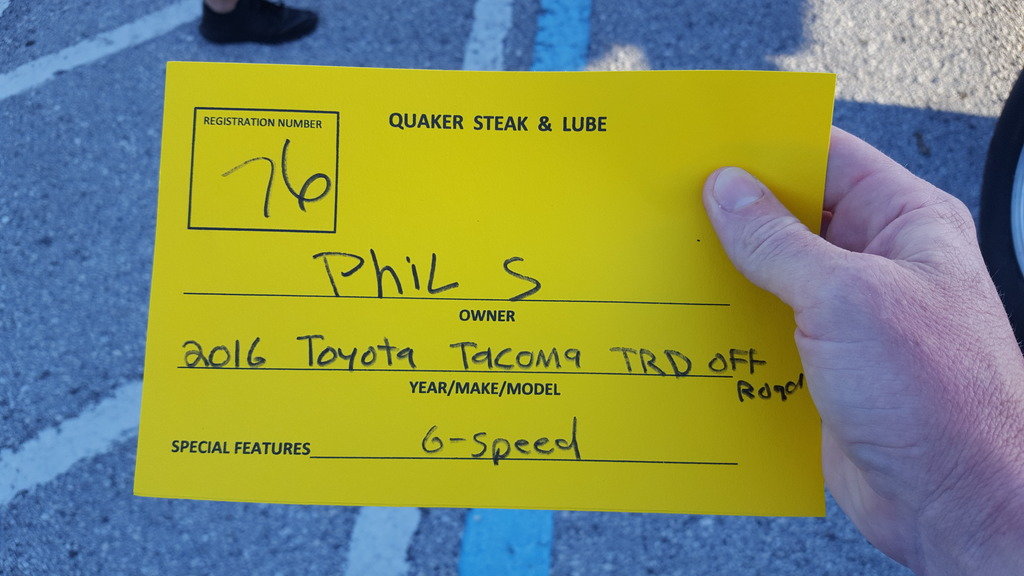 REGISTRATION NUMBER
76
QUAKER STEAK & LUBE
PhiL S
OWNER
2016 Toyota Tacoma TRD OFF
Road
YEAR/MAKE/MODEL
SPECIAL FEATURES 6-Speed